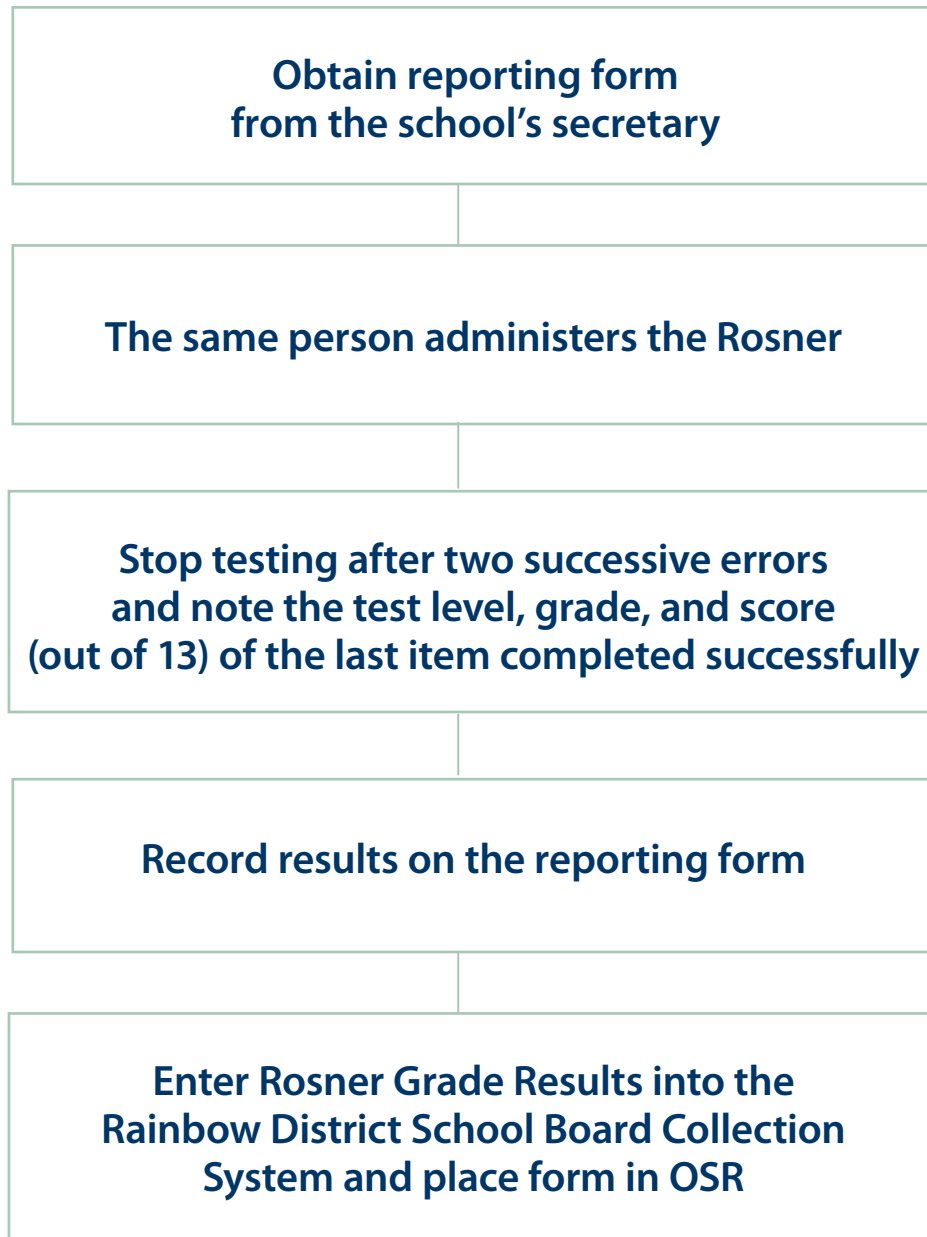 Obtain reporting form
from the school’s secretary
The same person administers the Rosner
Stop testing after two successive errors
and note the test level, grade, and score
(out of 13) of the last item completed successfully
Record results on the reporting form
Enter Rosner Grade Results into the
Rainbow District School Board Collection
System and place form in OSR